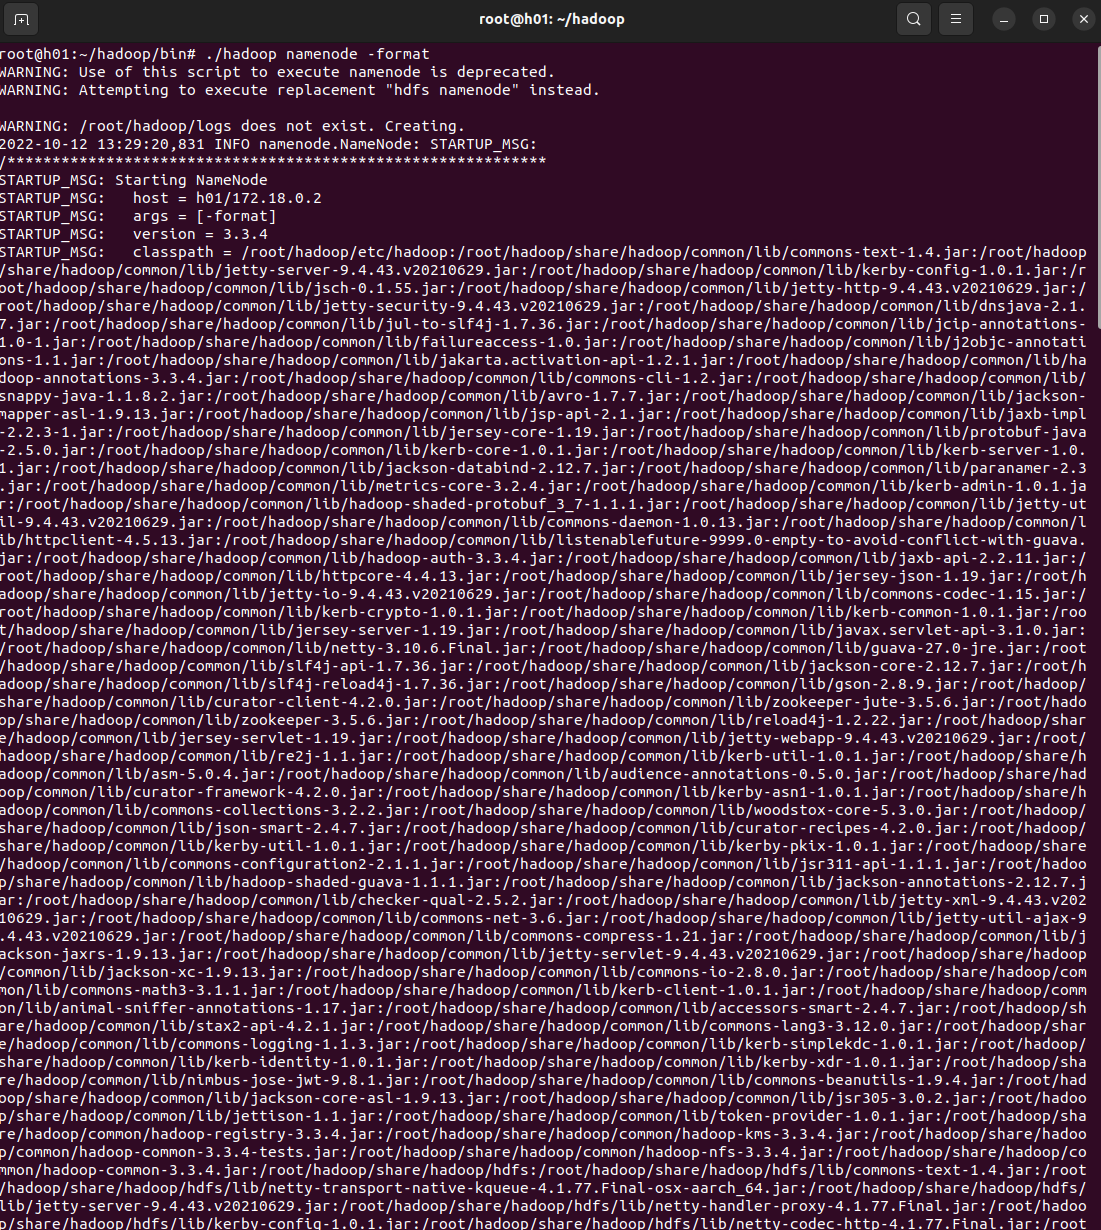 root@h01: ~/hadoop
root@h01:~/hadoop/bin# ./hadoop namenode -format
WARNING: Use of this script to execute namenode is deprecated.
WARNING: Attempting to execute replacement "hdfs namenode" instead.
WARNING: /root/hadoop/logs does not exist. Creating.
2022-10-12 13:29:20,831 INFO namenode.NameNode: STARTUP_MSG:
/************************************************************
STARTUP_MSG: Starting NameNode
STARTUP_MSG:   host = h01/172.18.0.2
STARTUP_MSG:   args = [-format]
STARTUP_MSG:   version = 3.3.4
STARTUP_MSG:   classpath = /root/hadoop/etc/hadoop:/root/hadoop/share/hadoop/common/lib/commons-text-1.4.jar:/root/hadoop
/share/hadoop/common/lib/jetty-server-9.4.43.v20210629.jar:/root/hadoop/share/hadoop/common/lib/kerby-config-1.0.1.jar:/r
oot/hadoop/share/hadoop/common/lib/jsch-0.1.55.jar:/root/hadoop/share/hadoop/common/lib/jetty-http-9.4.43.v20210629.jar:/
root/hadoop/share/hadoop/common/lib/jetty-security-9.4.43.v20210629.jar:/root/hadoop/share/hadoop/common/lib/dnsjava-2.1.
7.jar:/root/hadoop/share/hadoop/common/lib/jul-to-slf4j-1.7.36.jar:/root/hadoop/share/hadoop/common/lib/jcip-annotations-
1.0-1.jar:/root/hadoop/share/hadoop/common/lib/failureaccess-1.0.jar:/root/hadoop/share/hadoop/common/lib/j2objc-annotati
ons-1.1.jar:/root/hadoop/share/hadoop/common/lib/jakarta.activation-api-1.2.1.jar:/root/hadoop/share/hadoop/common/lib/ha
doop-annotations-3.3.4.jar:/root/hadoop/share/hadoop/common/lib/commons-cli-1.2.jar:/root/hadoop/share/hadoop/common/lib/
snappy-java-1.1.8.2.jar:/root/hadoop/share/hadoop/common/lib/avro-1.7.7.jar:/root/hadoop/share/hadoop/common/lib/jackson-
mapper-asl-1.9.13.jar:/root/hadoop/share/hadoop/common/lib/jsp-api-2.1.jar:/root/hadoop/share/hadoop/common/lib/jaxb-impl
-2.2.3-1.jar:/root/hadoop/share/hadoop/common/lib/jersey-core-1.19.jar:/root/hadoop/share/hadoop/common/lib/protobuf-java
-2.5.0.jar:/root/hadoop/share/hadoop/common/lib/kerb-core-1.0.1.jar:/root/hadoop/share/hadoop/common/lib/kerb-server-1.0.
1.jar:/root/hadoop/share/hadoop/common/lib/jackson-databind-2.12.7.jar:/root/hadoop/share/hadoop/common/lib/paranamer-2.3
.jar:/root/hadoop/share/hadoop/common/lib/metrics-core-3.2.4.jar:/root/hadoop/share/hadoop/common/lib/kerb-admin-1.0.1.ja
r:/root/hadoop/share/hadoop/common/lib/hadoop-shaded-protobuf_3_7-1.1.1.jar:/root/hadoop/share/hadoop/common/lib/jetty-ut
il-9.4.43.v20210629.jar:/root/hadoop/share/hadoop/common/lib/commons-daemon-1.0.13.jar:/root/hadoop/share/hadoop/common/l
ib/httpclient-4.5.13.jar:/root/hadoop/share/hadoop/common/lib/listenablefuture-9999.0-empty-to-avoid-conflict-with-guava.
jar:/root/hadoop/share/hadoop/common/lib/hadoop-auth-3.3.4.jar:/root/hadoop/share/hadoop/common/lib/jaxb-api-2.2.11.jar:/
root/hadoop/share/hadoop/common/lib/httpcore-4.4.13.jar:/root/hadoop/share/hadoop/common/lib/jersey-json-1.19.jar:/root/h
adoop/share/hadoop/common/lib/jetty-io-9.4.43.v20210629.jar:/root/hadoop/share/hadoop/common/lib/commons-codec-1.15.jar:/
root/hadoop/share/hadoop/common/lib/kerb-crypto-1.0.1.jar:/root/hadoop/share/hadoop/common/lib/kerb-common-1.0.1.jar:/roo
t/hadoop/share/hadoop/common/lib/jersey-server-1.19.jar:/root/hadoop/share/hadoop/common/lib/javax.servlet-api-3.1.0.jar:
/root/hadoop/share/hadoop/common/lib/netty-3.10.6.Final.jar:/root/hadoop/share/hadoop/common/lib/guava-27.0-jre.jar:/root
/hadoop/share/hadoop/common/lib/slf4j-api-1.7.36.jar:/root/hadoop/share/hadoop/common/lib/jackson-core-2.12.7.jar:/root/h
adoop/share/hadoop/common/lib/slf4j-reload4j-1.7.36.jar:/root/hadoop/share/hadoop/common/lib/gson-2.8.9.jar:/root/hadoop/
share/hadoop/common/lib/curator-client-4.2.0.jar:/root/hadoop/share/hadoop/common/lib/zookeeper-jute-3.5.6.jar:/root/hado
op/share/hadoop/common/lib/zookeeper-3.5.6.jar:/root/hadoop/share/hadoop/common/lib/reload4j-1.2.22.jar:/root/hadoop/shar
e/hadoop/common/lib/jersey-servlet-1.19.jar:/root/hadoop/share/hadoop/common/lib/jetty-webapp-9.4.43.v20210629.jar:/root/
hadoop/share/hadoop/common/lib/re2j-1.1.jar:/root/hadoop/share/hadoop/common/lib/kerb-util-1.0.1.jar:/root/hadoop/share/h
adoop/common/lib/asm-5.0.4.jar:/root/hadoop/share/hadoop/common/lib/audience-annotations-0.5.0.jar:/root/hadoop/share/had
oop/common/lib/curator-framework-4.2.0.jar:/root/hadoop/share/hadoop/common/lib/kerby-asn1-1.0.1.jar:/root/hadoop/share/h
adoop/common/lib/commons-collections-3.2.2.jar:/root/hadoop/share/hadoop/common/lib/woodstox-core-5.3.0.jar:/root/hadoop/
share/hadoop/common/lib/json-smart-2.4.7.jar:/root/hadoop/share/hadoop/common/lib/curator-recipes-4.2.0.jar:/root/hadoop/
share/hadoop/common/lib/kerby-util-1.0.1.jar:/root/hadoop/share/hadoop/common/lib/kerby-pkix-1.0.1.jar:/root/hadoop/share
/hadoop/common/lib/commons-configuration2-2.1.1.jar:/root/hadoop/share/hadoop/common/lib/jsr311-api-1.1.1.jar:/root/hadoo
p/share/hadoop/common/lib/hadoop-shaded-guava-1.1.1.jar:/root/hadoop/share/hadoop/common/lib/jackson-annotations-2.12.7.j
ar:/root/hadoop/share/hadoop/common/lib/checker-qual-2.5.2.jar:/root/hadoop/share/hadoop/common/lib/jetty-xml-9.4.43.v202
10629.jar:/root/hadoop/share/hadoop/common/lib/commons-net-3.6.jar:/root/hadoop/share/hadoop/common/lib/jetty-util-ajax-9
.4.43.v20210629.jar:/root/hadoop/share/hadoop/common/lib/commons-compress-1.21.jar:/root/hadoop/share/hadoop/common/lib/j
ackson-jaxrs-1.9.13.jar:/root/hadoop/share/hadoop/common/lib/jetty-servlet-9.4.43.v20210629.jar:/root/hadoop/share/hadoop
/common/lib/jackson-xc-1.9.13.jar:/root/hadoop/share/hadoop/common/lib/commons-io-2.8.0.jar:/root/hadoop/share/hadoop/com
mon/lib/commons-math3-3.1.1.jar:/root/hadoop/share/hadoop/common/lib/kerb-client-1.0.1.jar:/root/hadoop/share/hadoop/comm
on/lib/animal-sniffer-annotations-1.17.jar:/root/hadoop/share/hadoop/common/lib/accessors-smart-2.4.7.jar:/root/hadoop/sh
are/hadoop/common/lib/stax2-api-4.2.1.jar:/root/hadoop/share/hadoop/common/lib/commons-lang3-3.12.0.jar:/root/hadoop/shar
e/hadoop/common/lib/commons-logging-1.1.3.jar:/root/hadoop/share/hadoop/common/lib/kerb-simplekdc-1.0.1.jar:/root/hadoop/
share/hadoop/common/lib/kerb-identity-1.0.1.jar:/root/hadoop/share/hadoop/common/lib/kerby-xdr-1.0.1.jar:/root/hadoop/sha
re/hadoop/common/lib/nimbus-jose-jwt-9.8.1.jar:/root/hadoop/share/hadoop/common/lib/commons-beanutils-1.9.4.jar:/root/had
oop/share/hadoop/common/lib/jackson-core-asl-1.9.13.jar:/root/hadoop/share/hadoop/common/lib/jsr305-3.0.2.jar:/root/hadoo
p/share/hadoop/common/lib/jettison-1.1.jar:/root/hadoop/share/hadoop/common/lib/token-provider-1.0.1.jar:/root/hadoop/sha
re/hadoop/common/hadoop-registry-3.3.4.jar:/root/hadoop/share/hadoop/common/hadoop-kms-3.3.4.jar:/root/hadoop/share/hadoo
p/common/hadoop-common-3.3.4-tests.jar:/root/hadoop/share/hadoop/common/hadoop-nfs-3.3.4.jar:/root/hadoop/share/hadoop/co
mmon/hadoop-common-3.3.4.jar:/root/hadoop/share/hadoop/hdfs:/root/hadoop/share/hadoop/hdfs/lib/commons-text-1.4.jar:/root
/hadoop/share/hadoop/hdfs/lib/netty-transport-native-kqueue-4.1.77.Final-osx-aarch_64.jar:/root/hadoop/share/hadoop/hdfs/
lib/jetty-server-9.4.43.v20210629.jar:/root/hadoop/share/hadoop/hdfs/lib/netty-handler-proxy-4.1.77.Final.jar:/root/hadoo
p/share/hadoop/hdfs/lib/kerby-config-1.0.1.jar:/root/hadoop/share/hadoop/hdfs/lib/netty-codec-http-4.1.77.Final.jar:/root